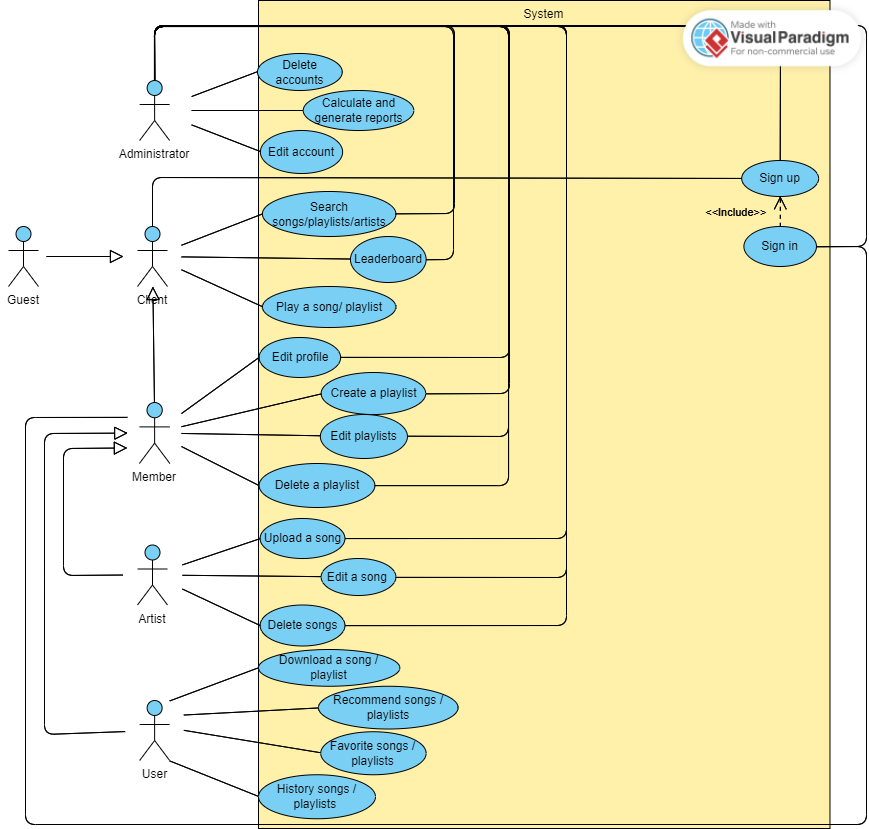 System
Made with
VisualParadigm
For non-commercial use
Delete
accounts
Calculate and
generate reports
Edit account
Administrator
Sign up
<<Include>>
Sign in
Search
songs/playlists/artists
Leaderboard
Play a song/ playlist
Guest
Client
Edit profile
Create a playlist
Edit playlists
Delete a playlist
Member
Upload a song
Edit a song
Delete songs
Artist
Download a song /
playlist
Recommend songs /
playlists
Favorite songs /
playlists
History songs /
playlists
User